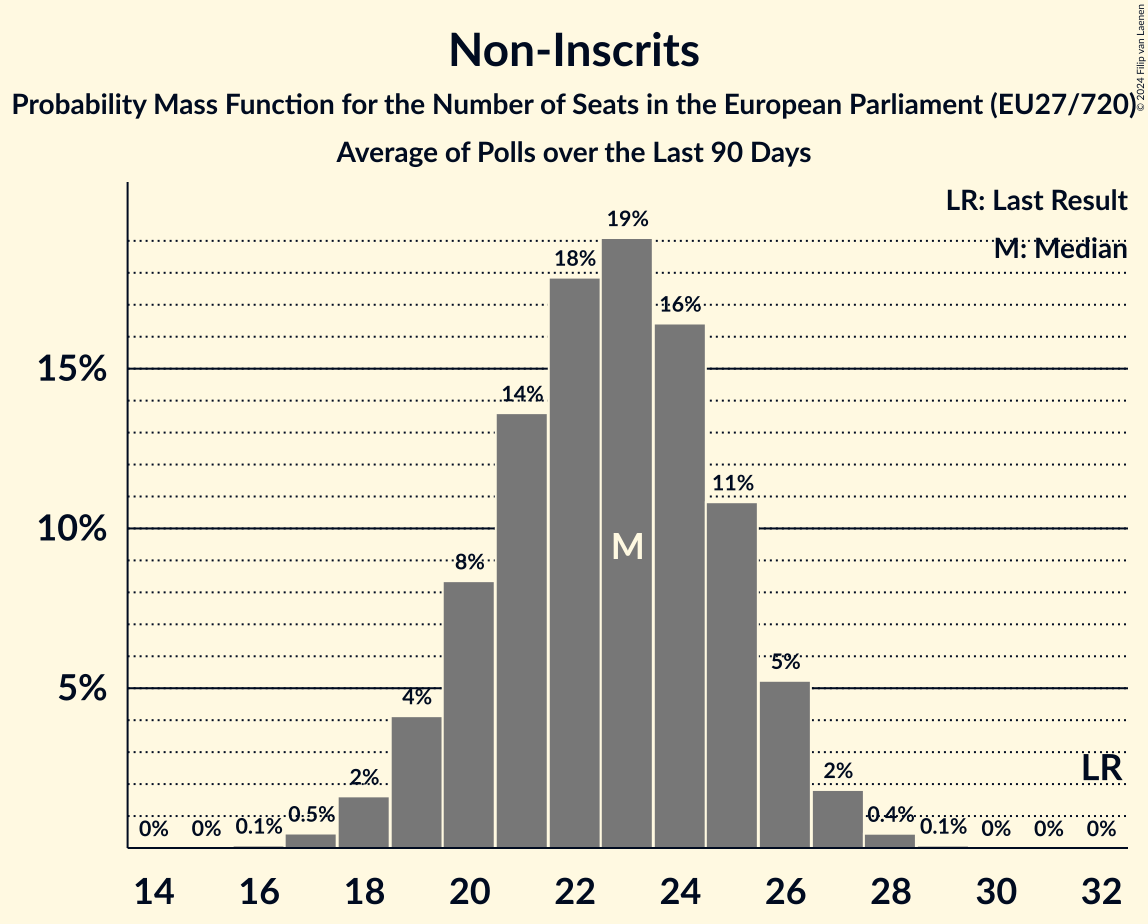 Non-Inscrits
Probability Mass Function for the Number of Seats in the European Parliament (EU27/720)
Average of Polls over the Last 90 Days
© 2024 Filip van Laenen
LR: Last Result
M: Median
19%
18%
16%
15%
14%
11%
10%
M
8%
5%
5%
4%
2%
2%
LR
0%
0%
0.1%
0.5%
0.4%
0.1%
0%
0%
0%
14 16 18 20 22 24 26 28 30 32